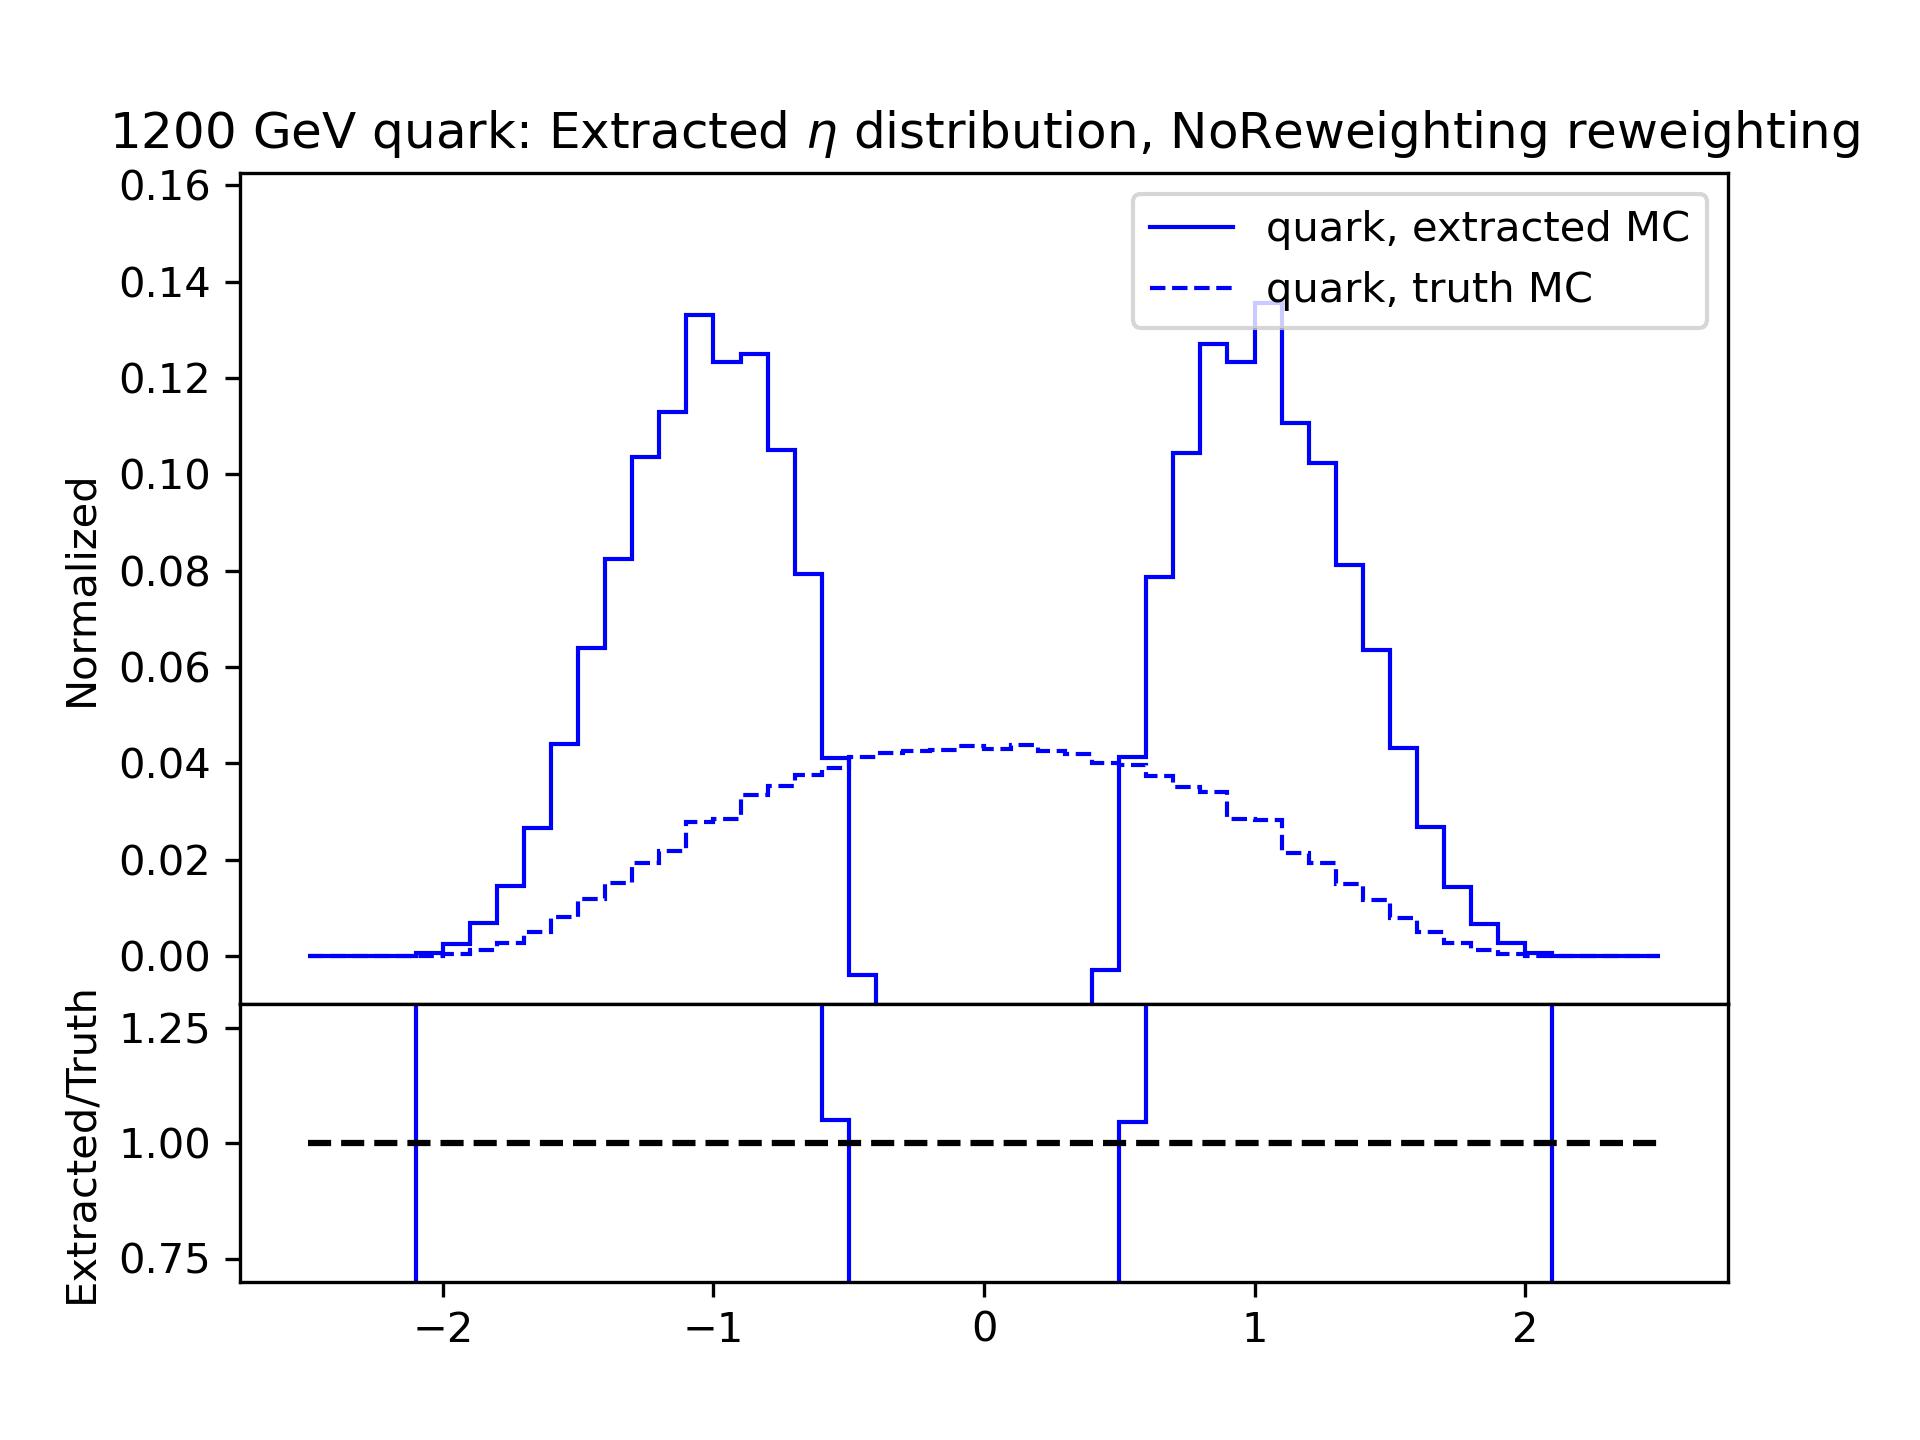 1200 GeV quark: Extracted η distribution, NoReweighting reweighting
quark, extracted MC
quark, truth MC
Normalized
0.16
0.14
0.12
0.10
0.08
0.06
0.04
0.02
0.00
Extracted/Truth
1.25
1.00
0.75
−2 −1 0 1 2